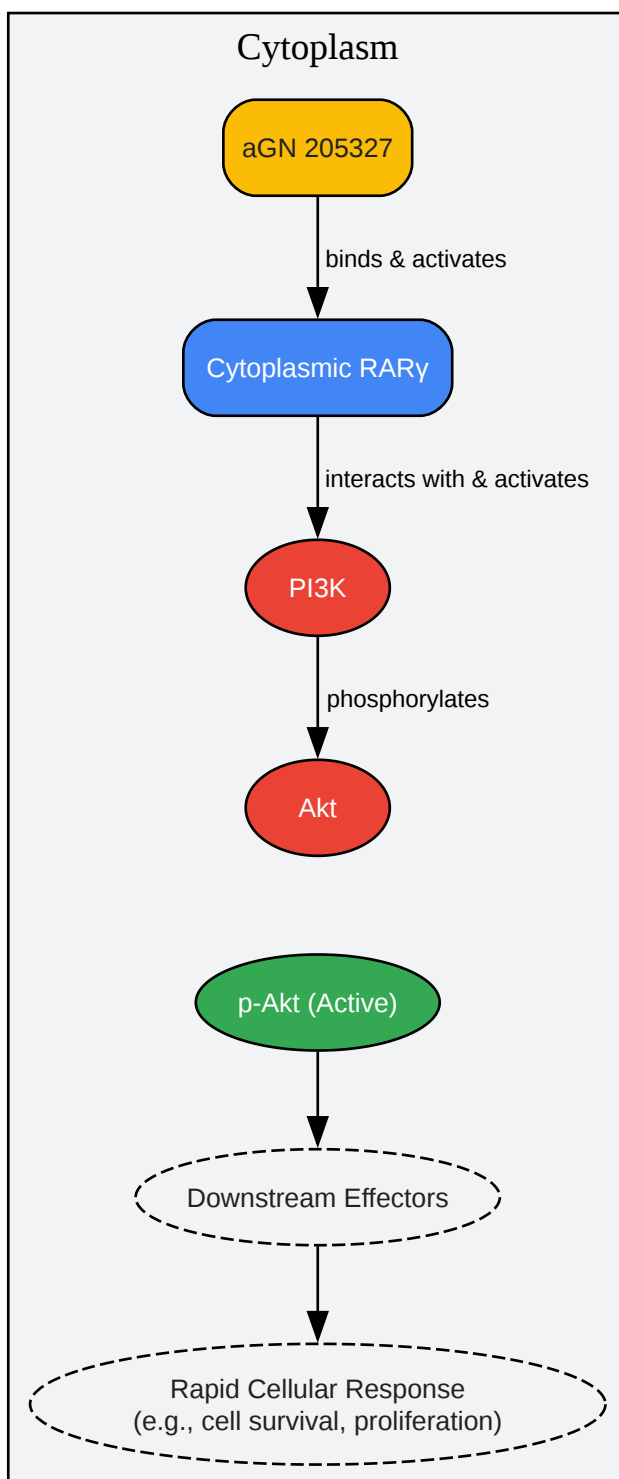 Cytoplasm
aGN 205327
binds & activates
Cytoplasmic RARγ
interacts with & activates
PI3K
phosphorylates
Akt
p-Akt (Active)
Downstream Effectors
Rapid Cellular Response
(e.g., cell survival, proliferation)